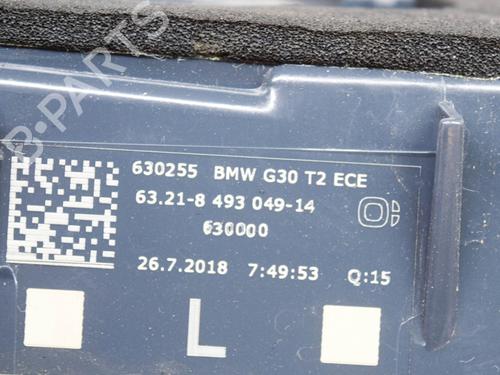 B-PARTS
630255 BMW G30 T2 ECE
63.21-8 493 049-14
630000
26.7.2018 7:49:53 Q:15
L